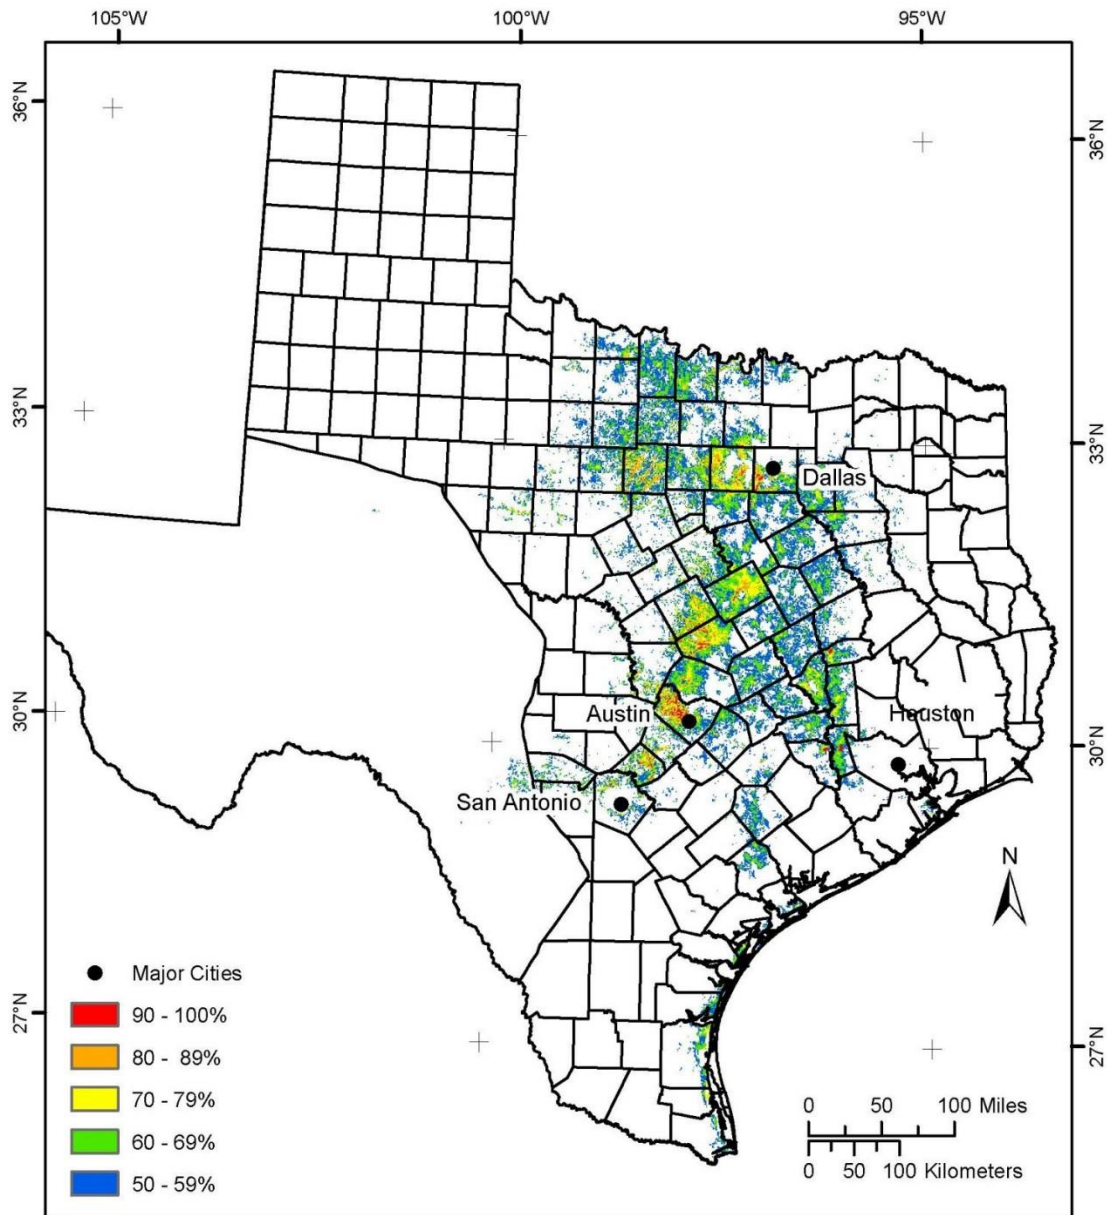 105°W 100°W 95°W
36°N 36°N
33°N 33°N
Dallas
30°N Austin Houston 30°N
San Antonio
N
Major Cities
27°N 27°N
90 - 100%
80 - 89%
70 - 79%
60 - 69%
50 - 59%
0 50 100 Miles
0 50 100 Kilometers